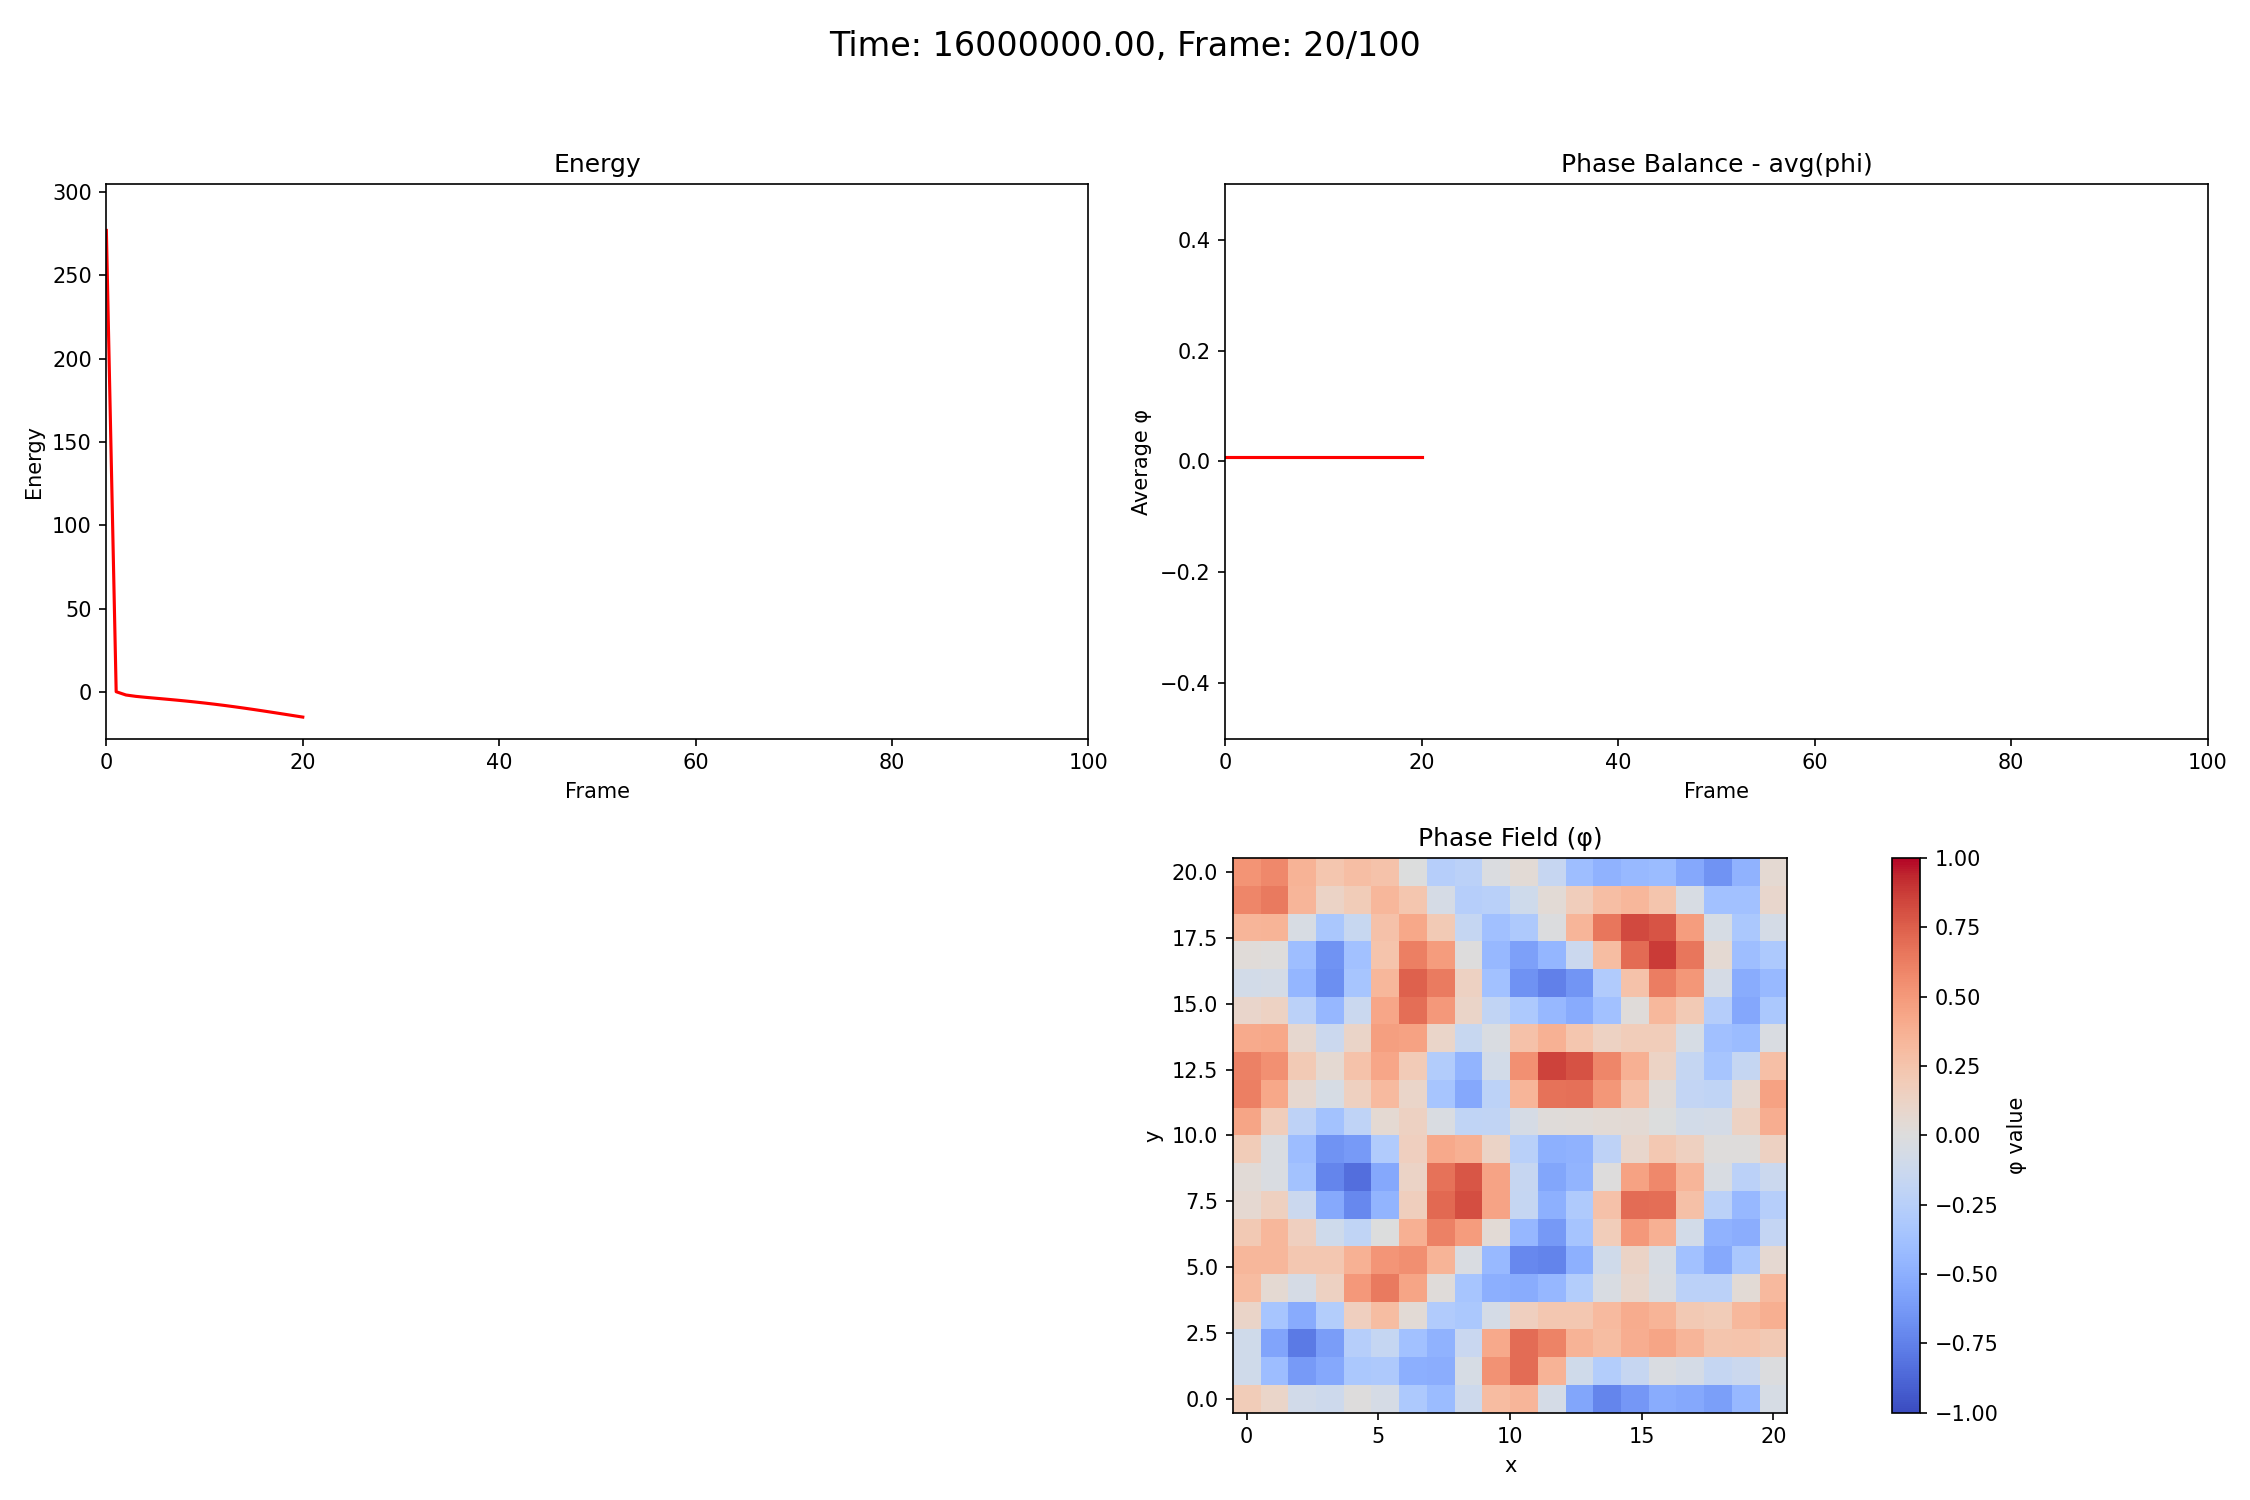 Time: 16000000.00, Frame: 20/100
Energy
300
250
200
150
100
50
0
Energy
0 20 40 60 80 100
Frame
Phase Balance - avg(phi)
0.4
0.2
0.0
−0.2
−0.4
Average φ
0 20 40 60 80 100
Frame
Phase Field (φ)
20.0
17.5
15.0
12.5
10.0
7.5
5.0
2.5
0.0
y
0 5 10 15 20
x
1.00
0.75
0.50
0.25
0.00
−0.25
−0.50
−0.75
−1.00
φ value